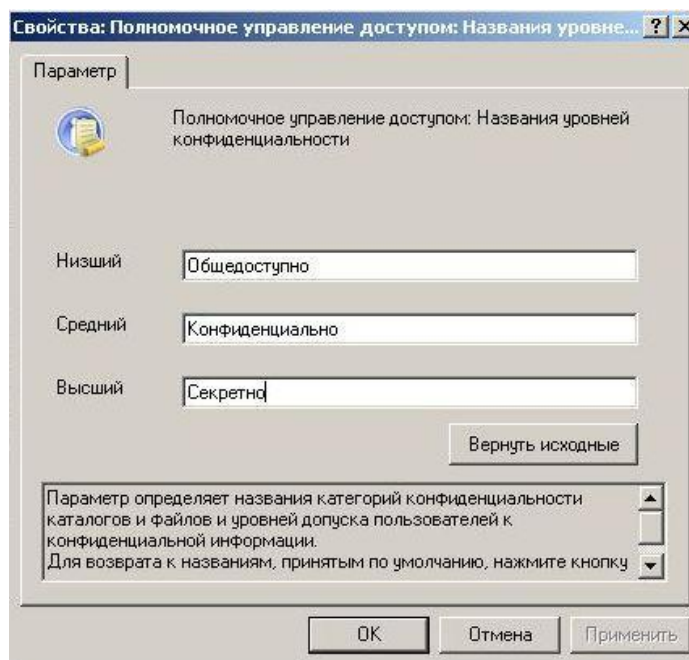 Свойства: Полномочное управление доступом: Названия уровне...
Параметр
Полномочное управление доступом: Названия уровней
конфиденциальности
Низший
Общедоступно
Средний
Конфиденциально
Высший
Секретно
Вернуть исходные
Параметр определяет названия категорий конфиденциальности
каталогов и файлов и уровней допуска пользователей к
конфиденциальной информации.
Для возврата к названиям, принятым по умолчанию, нажмите кнопку
ОК
Отмена
Применить